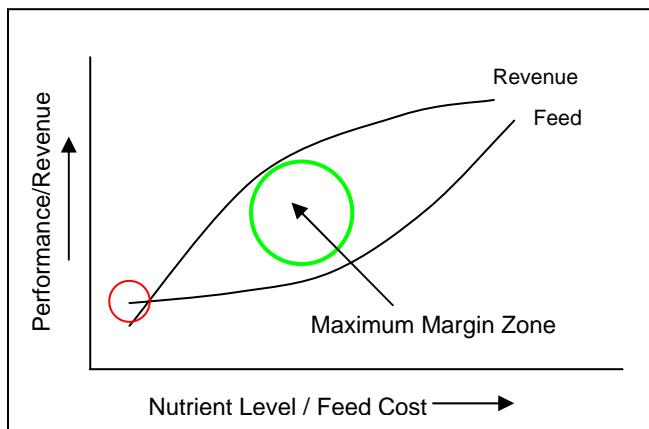 Revenue
Feed
Performance/Revenue
Maximum Margin Zone
Nutrient Level / Feed Cost